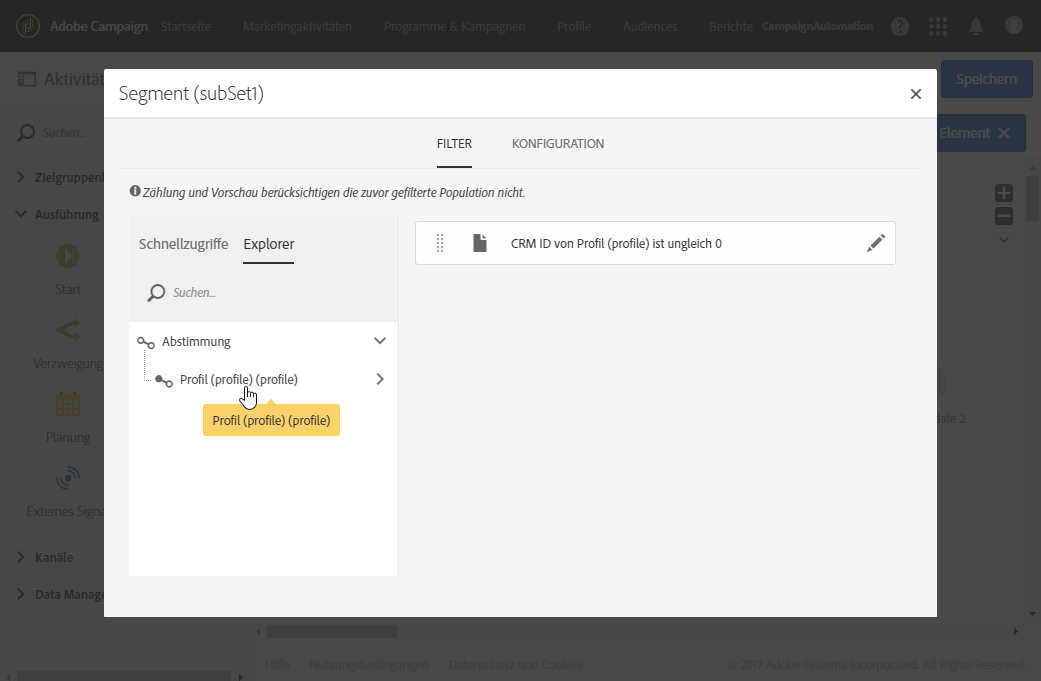 Adobe Campaign Startseite Marketingaktivitäten Programme & Kampagnen Profile Audiences Berichte CampaignAutomation
Aktivität
Speichern
Segment (subSet1)
Suchen...
Element
FILTER KONFIGURATION
Zielgruppen
Zählung und Vorschau berücksichtigen die zuvor gefilterte Population nicht.
Ausführung
Schnellzugriffe Explorer
CRM ID von Profil (profile) ist ungleich 0
Start
Suchen...
Abstimmung
Verzweigung
Profil (profile) (profile)
Profil (profile) (profile)
late 2
Planung
Externes Signa
Kanäle
Data Manage
Hilfe Nutzungsbedingungen Datenschutz und Cookies © 2017 Adobe Systems Incorporated. All Rights Reserved.